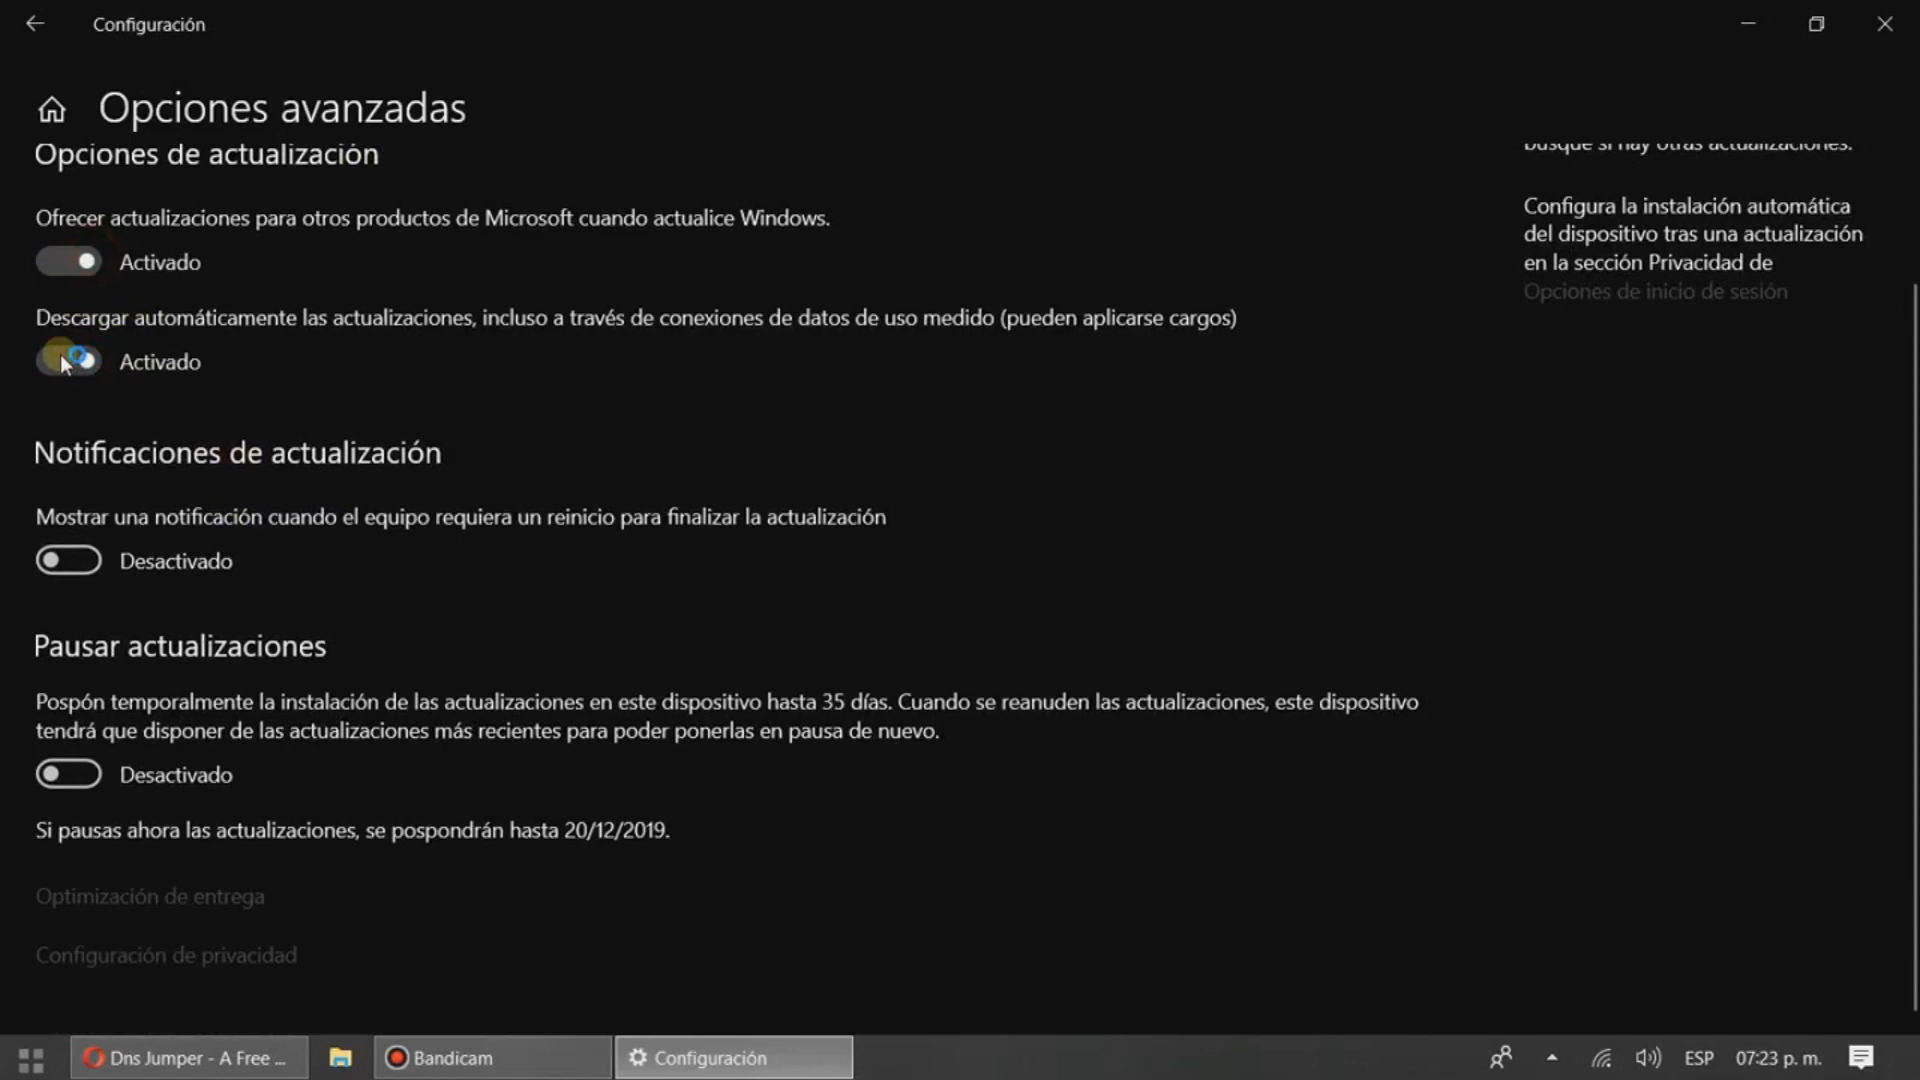 Configuración
Opciones avanzadas
Opciones de actualización
Ofrecer actualizaciones para otros productos de Microsoft cuando actualice Windows.
Activado
Descargar automáticamente las actualizaciones, incluso a través de conexiones de datos de uso medido (pueden aplicarse cargos)
Activado
Notificaciones de actualización
Mostrar una notificación cuando el equipo requiera un reinicio para finalizar la actualización
Desactivado
Pausar actualizaciones
Pospón temporalmente la instalación de las actualizaciones en este dispositivo hasta 35 días. Cuando se reanuden las actualizaciones, este dispositivo
tendrá que disponer de las actualizaciones más recientes para poder ponerlas en pausa de nuevo.
Desactivado
Si pausas ahora las actualizaciones, se pospondrán hasta 20/12/2019.
Optimización de entrega
Configuración de privacidad
busque si hay otras actualizaciones.
Configura la instalación automática
del dispositivo tras una actualización
en la sección Privacidad de
Opciones de inicio de sesión
Dns Jumper - A Free ...
Bandicam
Configuración
ESP
07:23 p. m.